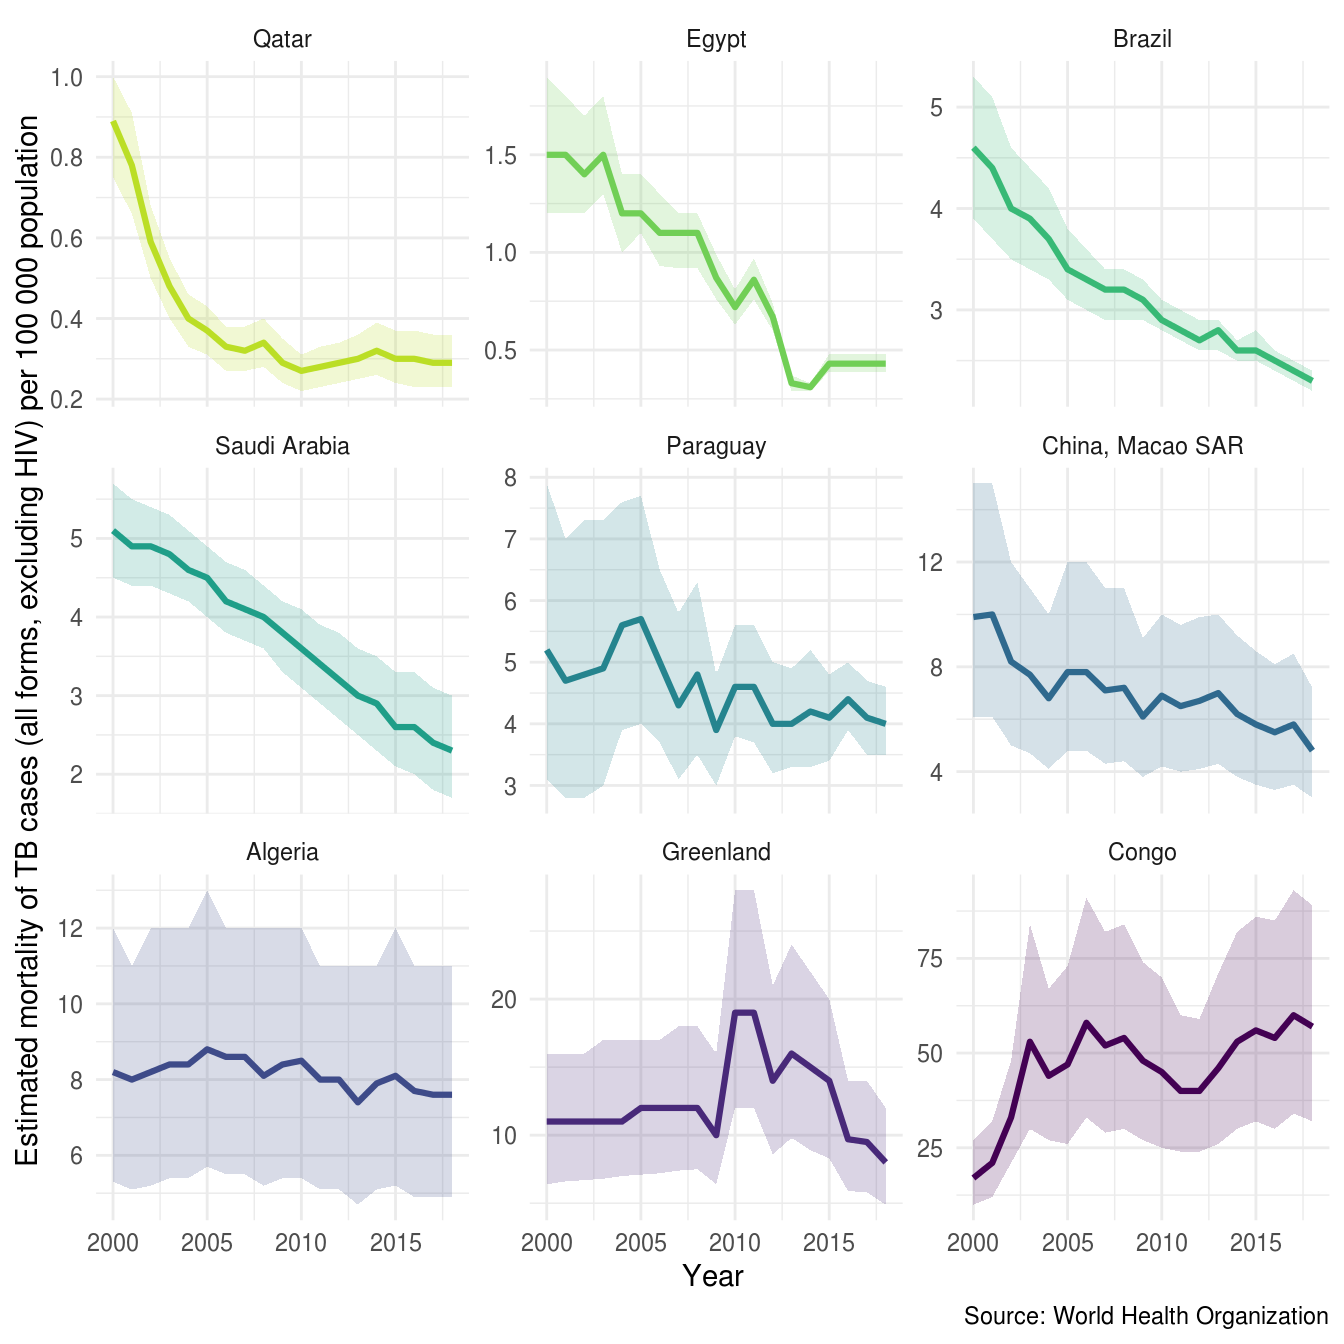 Qatar
Egypt
Brazil
1.0
0.8
0.6
0.4
0.2
1.5
1.0
0.5
5
4
3
Saudi Arabia
Paraguay
China, Macao SAR
5
4
3
2
8
7
6
5
4
3
12
8
4
Algeria
Greenland
Congo
12
10
8
6
20
10
75
50
25
2000 2005 2010 2015
2000 2005 2010 2015
2000 2005 2010 2015
Estimated mortality of TB cases (all forms, excluding HIV) per 100 000 population
Year
Source: World Health Organization